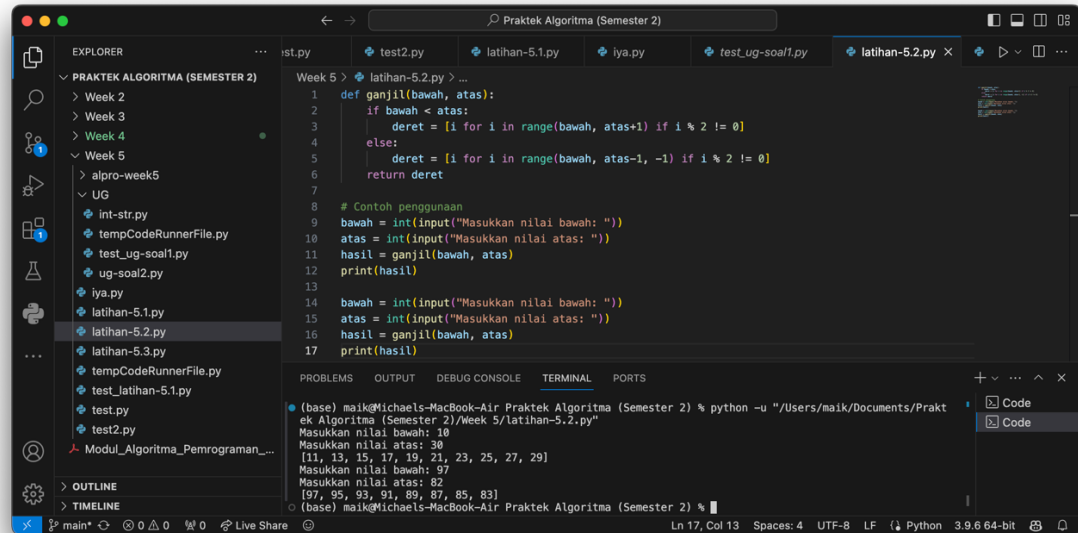 Praktek Algoritma (Semester 2)
EXPLORER
PRAKTEK ALGORITMA (SEMESTER 2)
Week 2
Week 3
Week 4
Week 5
alpro-week5
UG
int-str.py
tempCodeRunnerFile.py
test_ug-soal1.py
ug-soal2.py
iya.py
latihan-5.1.py
latihan-5.2.py
latihan-5.3.py
tempCodeRunnerFile.py
test_latihan-5.1.py
test.py
test2.py
Modul_Algoritma_Pemrograman_...
OUTLINE
TIMELINE
1
1
st.py test2.py latihan-5.1.py iya.py test_ug-soal1.py latihan-5.2.py
Week 5 > latihan-5.2.py > ...
1 def ganjil(bawah, atas):
2 if bawah < atas:
3 deret = [i for i in range(bawah, atas+1) if i % 2 != 0]
4 else:
5 deret = [i for i in range(bawah, atas-1, -1) if i % 2 != 0]
6 return deret
7
8 # Contoh penggunaan
9 bawah = int(input("Masukkan nilai bawah: "))
10 atas = int(input("Masukkan nilai atas: "))
11 hasil = ganjil(bawah, atas)
12 print(hasil)
13
14 bawah = int(input("Masukkan nilai bawah: "))
15 atas = int(input("Masukkan nilai atas: "))
16 hasil = ganjil(bawah, atas)
17 print(hasil)
PROBLEMS OUTPUT DEBUG CONSOLE TERMINAL PORTS
(base) maik@Michaels-MacBook-Air Praktek Algoritma (Semester 2) % python -u "/Users/maik/Documents/Prakt
ek Algoritma (Semester 2)/Week 5/latihan-5.2.py"
Masukkan nilai bawah: 10
Masukkan nilai atas: 30
[11, 13, 15, 17, 19, 21, 23, 25, 27, 29]
Masukkan nilai bawah: 97
Masukkan nilai atas: 82
[97, 95, 93, 91, 89, 87, 85, 83]
(base) maik@Michaels-MacBook-Air Praktek Algoritma (Semester 2) %
Code
Code
main* 0 0 0 Live Share Ln 17, Col 13 Spaces: 4 UTF-8 LF Python 3.9.6 64-bit